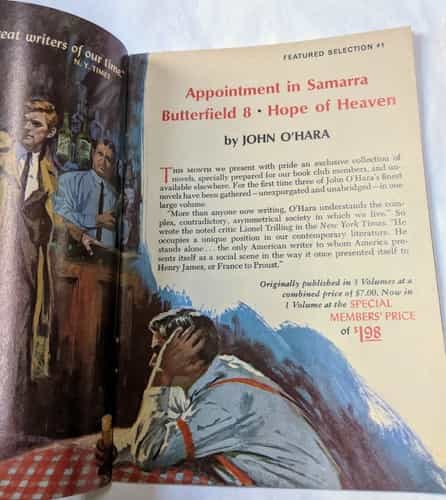 eat writers of our time"
N.Y. TIMES
FEATURED SELECTION #1
Appointment in Samarra
Butterfield 8 • Hope of Heaven
by JOHN O'HARA
THIS MONTH we present with pride an exclusive collection of
novels, specially prepared for our book club members, and un-
available elsewhere. For the first time three of John O'Hara's finest
novels have been gathered—unexpurgated and unabridged—in one
large volume.
"More than anyone now writing, O'Hara understands the com-
plex, contradictory, asymmetrical society in which we live." So
wrote the noted critic Lionel Trilling in the New York Times. "He
occupies a unique position in our contemporary literature. He
stands alone . . . the only American writer to whom America pre-
sents itself as a social scene in the way it once presented itself to
Henry James, or France to Proust."
Originally published in 3 Volumes at a
combined price of $7.00. Now in
1 Volume at the SPECIAL
MEMBERS' PRICE
of $1.98